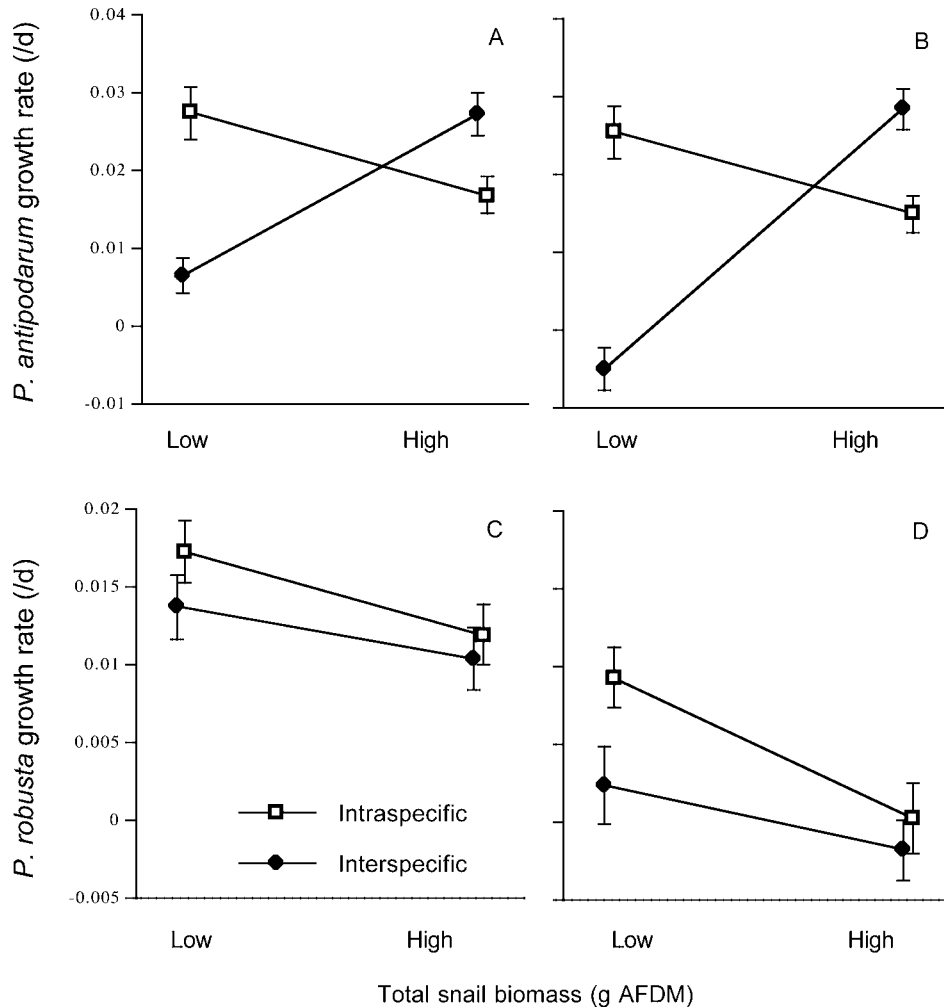 P. antipodarum growth rate (/d)
0.04
0.03
0.02
0.01
0
-0.01
A
Low High
B
Low High
P. robusta growth rate (/d)
0.02
0.015
0.01
0.005
0
-0.005
C
Intraspecific
Interspecific
Low High
D
Low High
Total snail biomass (g AFDM)